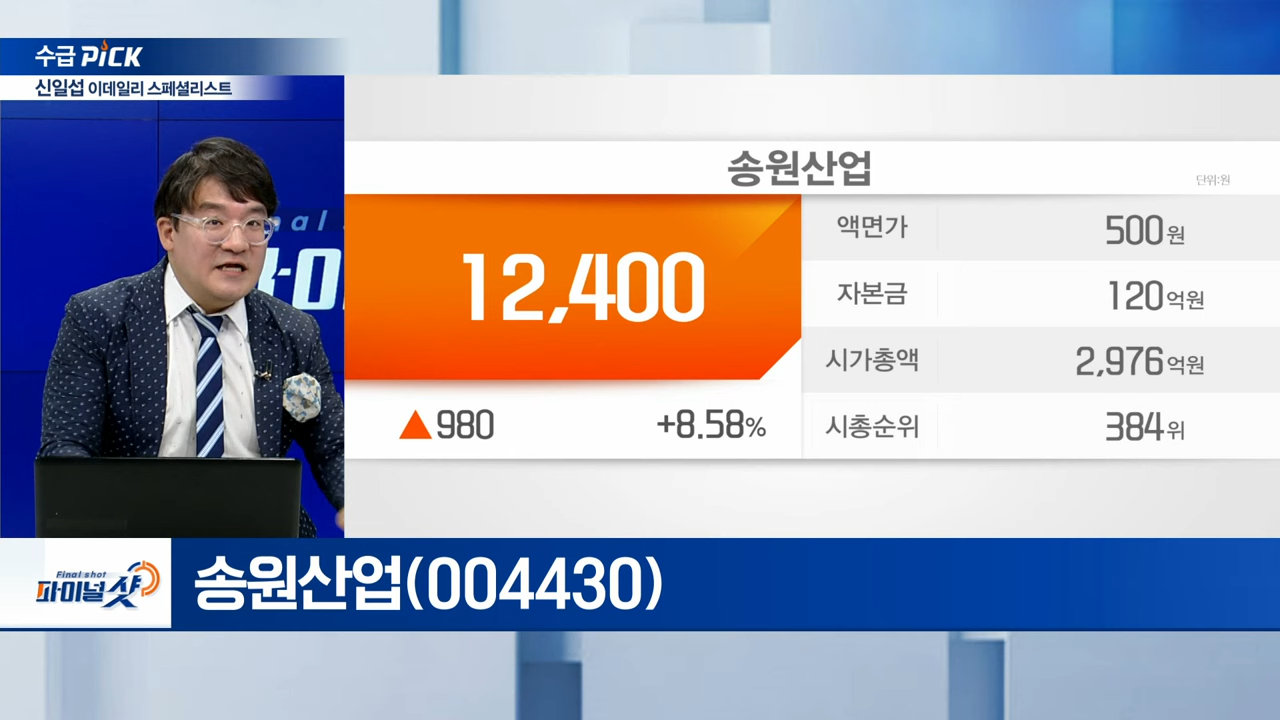 수급 PiCK
신일섭 이데일리 스페셜리스트
송원산업
단위:원
12,400
▲980 +8.58%
액면가 500원
자본금 120억원
시가총액 2,976억원
시총순위 384위
Final shot
파이널샷
송원산업(004430)